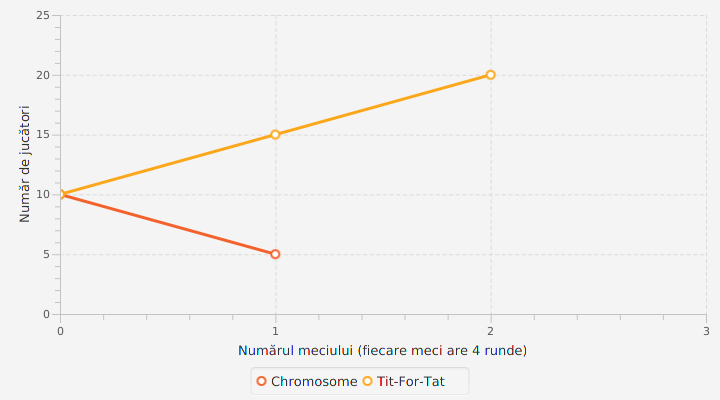 25
20
15
10
5
0
Număr de jucători
0 1 2 3
Numărul meciului (fiecare meci are 4 runde)
Chromosome Tit-For-Tat